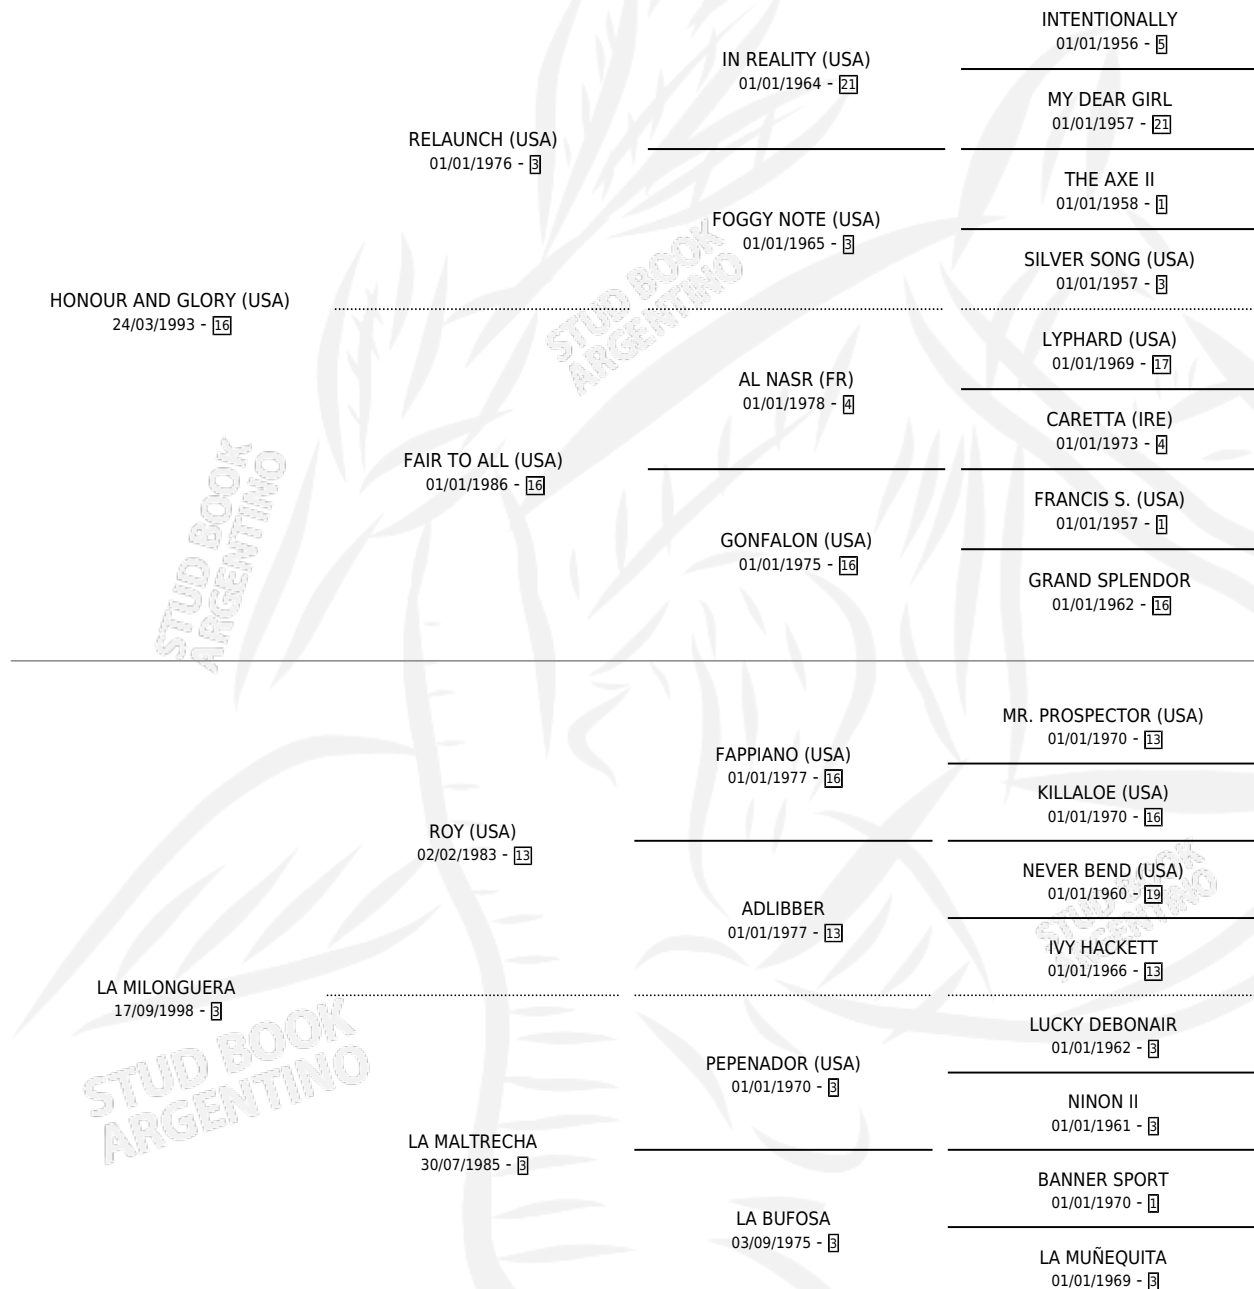 INTENTIONALLY
01/01/1956 - 5
IN REALITY (USA)
01/01/1964 - 21
MY DEAR GIRL
01/01/1957 - 21
RELAUNCH (USA)
01/01/1976 - 3
THE AXE II
01/01/1958 - 1
FOGGY NOTE (USA)
01/01/1965 - 3
SILVER SONG (USA)
01/01/1957 - 3
HONOUR AND GLORY (USA)
24/03/1993 - 16
LYPHARD (USA)
01/01/1969 - 17
AL NASR (FR)
01/01/1978 - 4
CARETTA (IRE)
01/01/1973 - 4
FAIR TO ALL (USA)
01/01/1986 - 16
FRANCIS S. (USA)
01/01/1957 - 1
GONFALON (USA)
01/01/1975 - 16
GRAND SPLENDOR
01/01/1962 - 16
MR. PROSPECTOR (USA)
01/01/1970 - 13
FAPPIANO (USA)
01/01/1977 - 16
KILLALOE (USA)
01/01/1970 - 16
ROY (USA)
02/02/1983 - 13
NEVER BEND (USA)
01/01/1960 - 19
ADLIBBER
01/01/1977 - 13
IVY HACKETT
01/01/1966 - 13
LA MILONGUERA
17/09/1998 - 3
LUCKY DEBONAIR
01/01/1962 - 3
PEPENADOR (USA)
01/01/1970 - 3
NINON II
01/01/1961 - 3
LA MALTRECHA
30/07/1985 - 3
BANNER SPORT
01/01/1970 - 1
LA BUFOSA
03/09/1975 - 3
LA MUÑEQUITA
01/01/1969 - 3
STUD BOOK
ARGENTINO
STUD BOOK
ARGENTINO
STUD BOOK
ARGENTINO
STUD BOOK
ARGENTINO